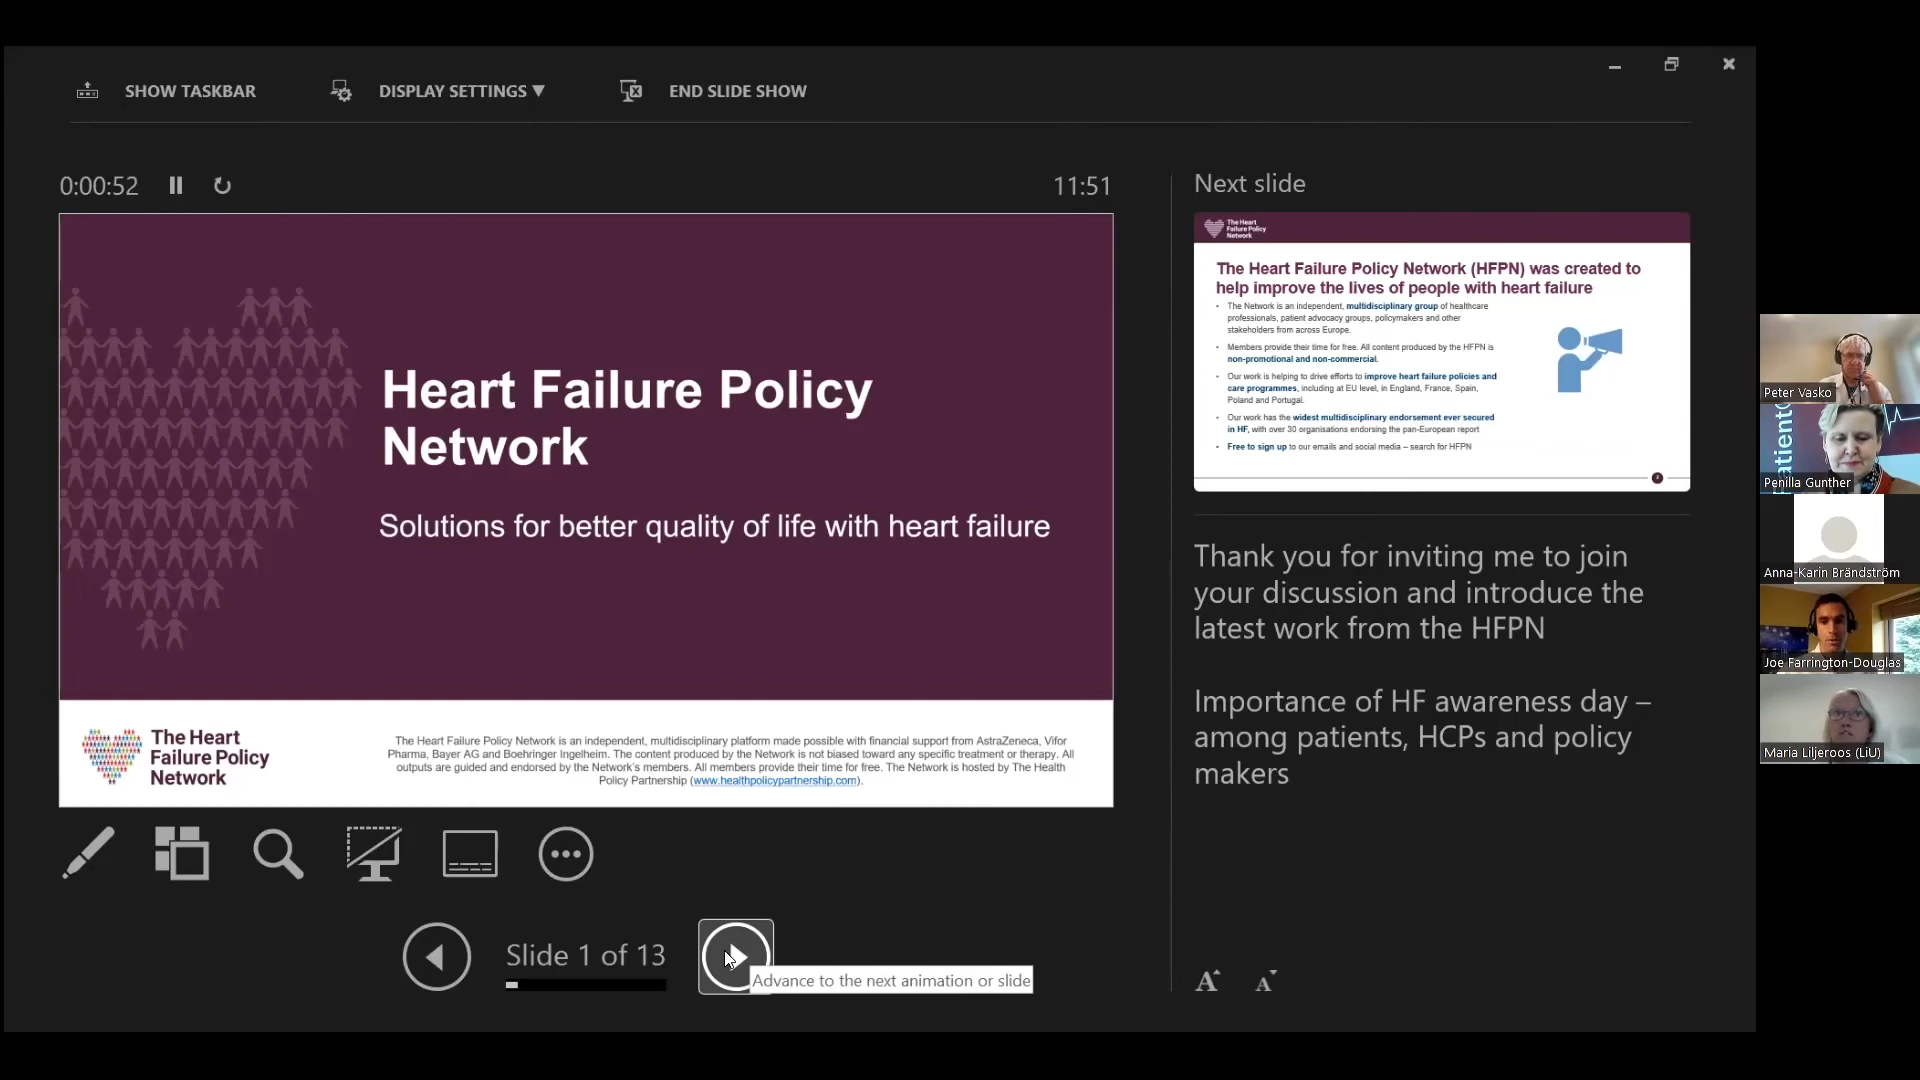 SHOW TASKBAR
DISPLAY SETTINGS ▼
END SLIDE SHOW
0:00:52
11:51
Heart Failure Policy
Network
Solutions for better quality of life with heart failure
The Heart
Failure Policy
Network
The Heart Failure Policy Network is an independent, multidisciplinary platform made possible with financial support from AstraZeneca, Vifor
Pharma, Bayer AG and Boehringer Ingelheim. The content produced by the Network is not biased toward any specific treatment or therapy. All
outputs are guided and endorsed by the Network's members. All members provide their time for free. The Network is hosted by The Health
Policy Partnership (www.healthpolicypartnership.com).
Slide 1 of 13
Advance to the next animation or slide
Next slide
The Heart
Failure Policy
Network
The Heart Failure Policy Network (HFPN) was created to
help improve the lives of people with heart failure
• The Network is an independent, multidisciplinary group of healthcare
professionals, patient advocacy groups, policymakers and other
stakeholders from across Europe.
• Members provide their time for free. All content produced by the HFPN is
non-promotional and non-commercial.
• Our work is helping to drive efforts to improve heart failure policies and
care programmes, including at EU level, in England, France, Spain,
Poland and Portugal.
• Our work has the widest multidisciplinary endorsement ever secured
in HF, with over 30 organisations endorsing the pan-European report
• Free to sign up to our emails and social media – search for HFPN
2
Thank you for inviting me to join
your discussion and introduce the
latest work from the HFPN
Importance of HF awareness day –
among patients, HCPs and policy
makers
A A
Peter Vasko
atient
Penilla Gunther
Anna-Karin Brändström
Joe Farrington-Douglas
Maria Liljeroos (LiU)